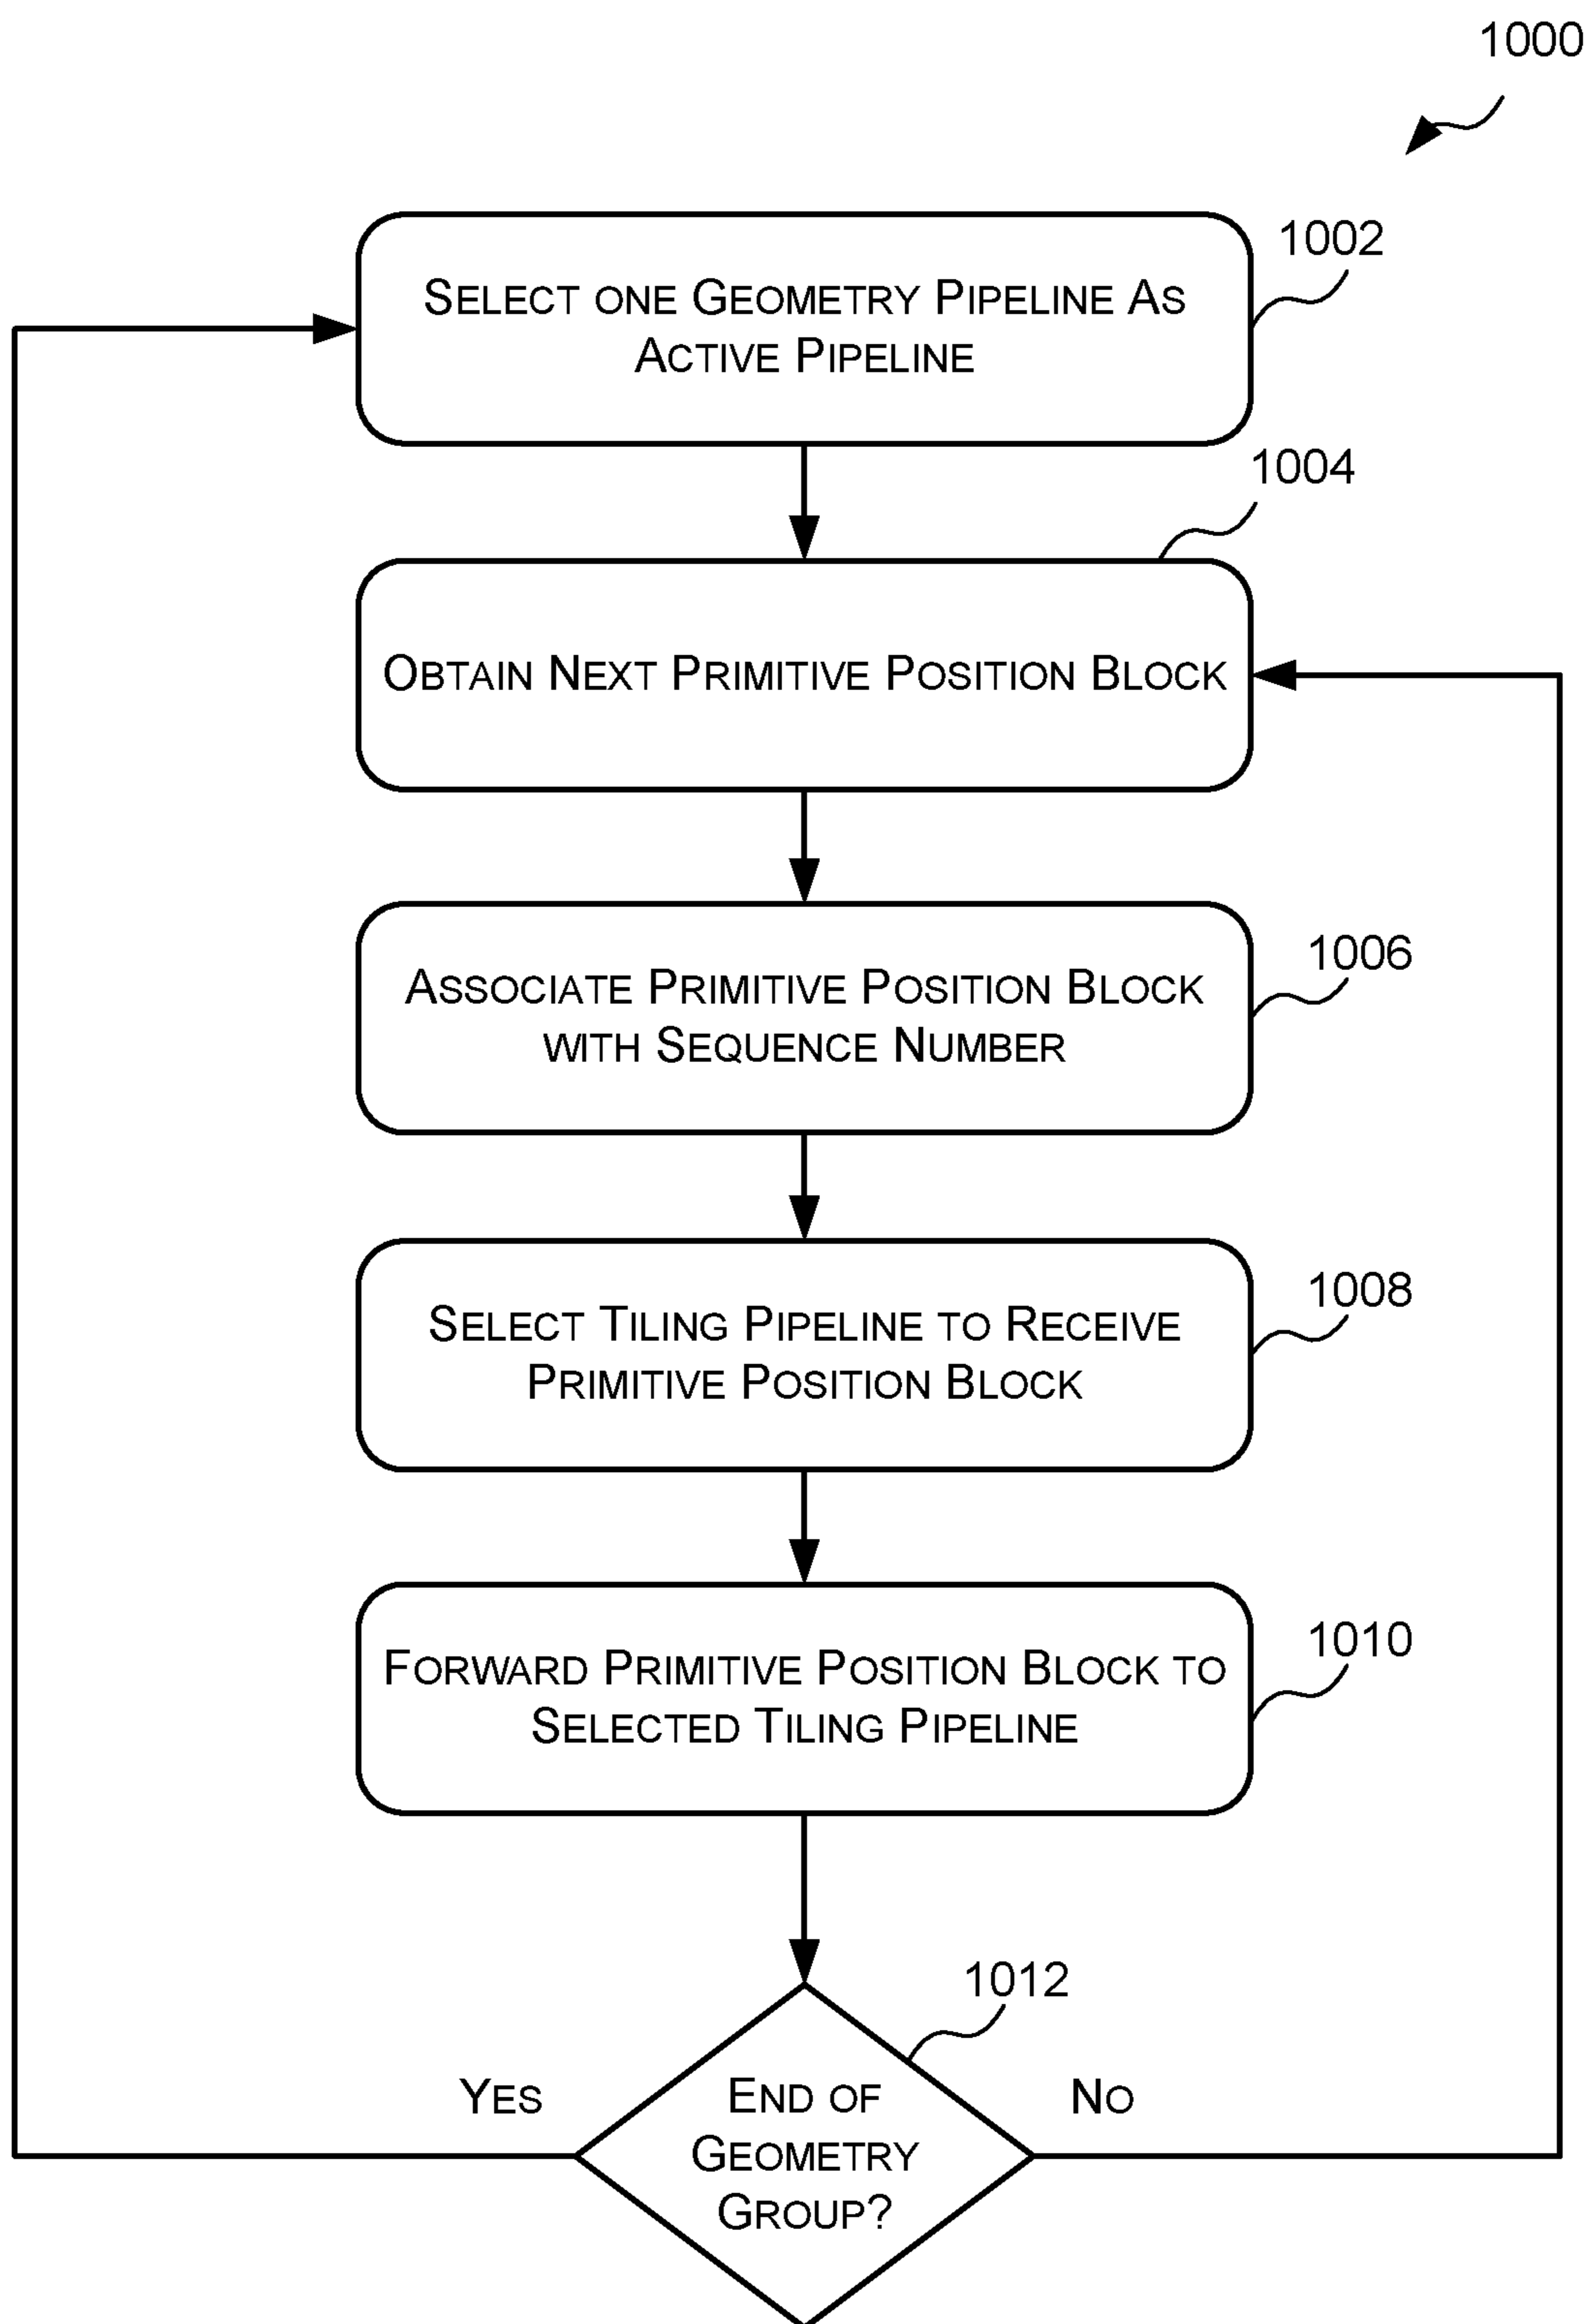 1000
1002
SELECT ONE GEOMETRY PIPELINE AS
ACTIVE PIPELINE
1004
OBTAIN NEXT PRIMITIVE POSITION BLOCK
1006
ASSOCIATE PRIMITIVE POSITION BLOCK
WITH SEQUENCE NUMBER
1008
SELECT TILING PIPELINE TO RECEIVE
PRIMITIVE POSITION BLOCK
1010
FORWARD PRIMITIVE POSITION BLOCK TO
SELECTED TILING PIPELINE
1012
YES
END OF
GEOMETRY
GROUP?
NO